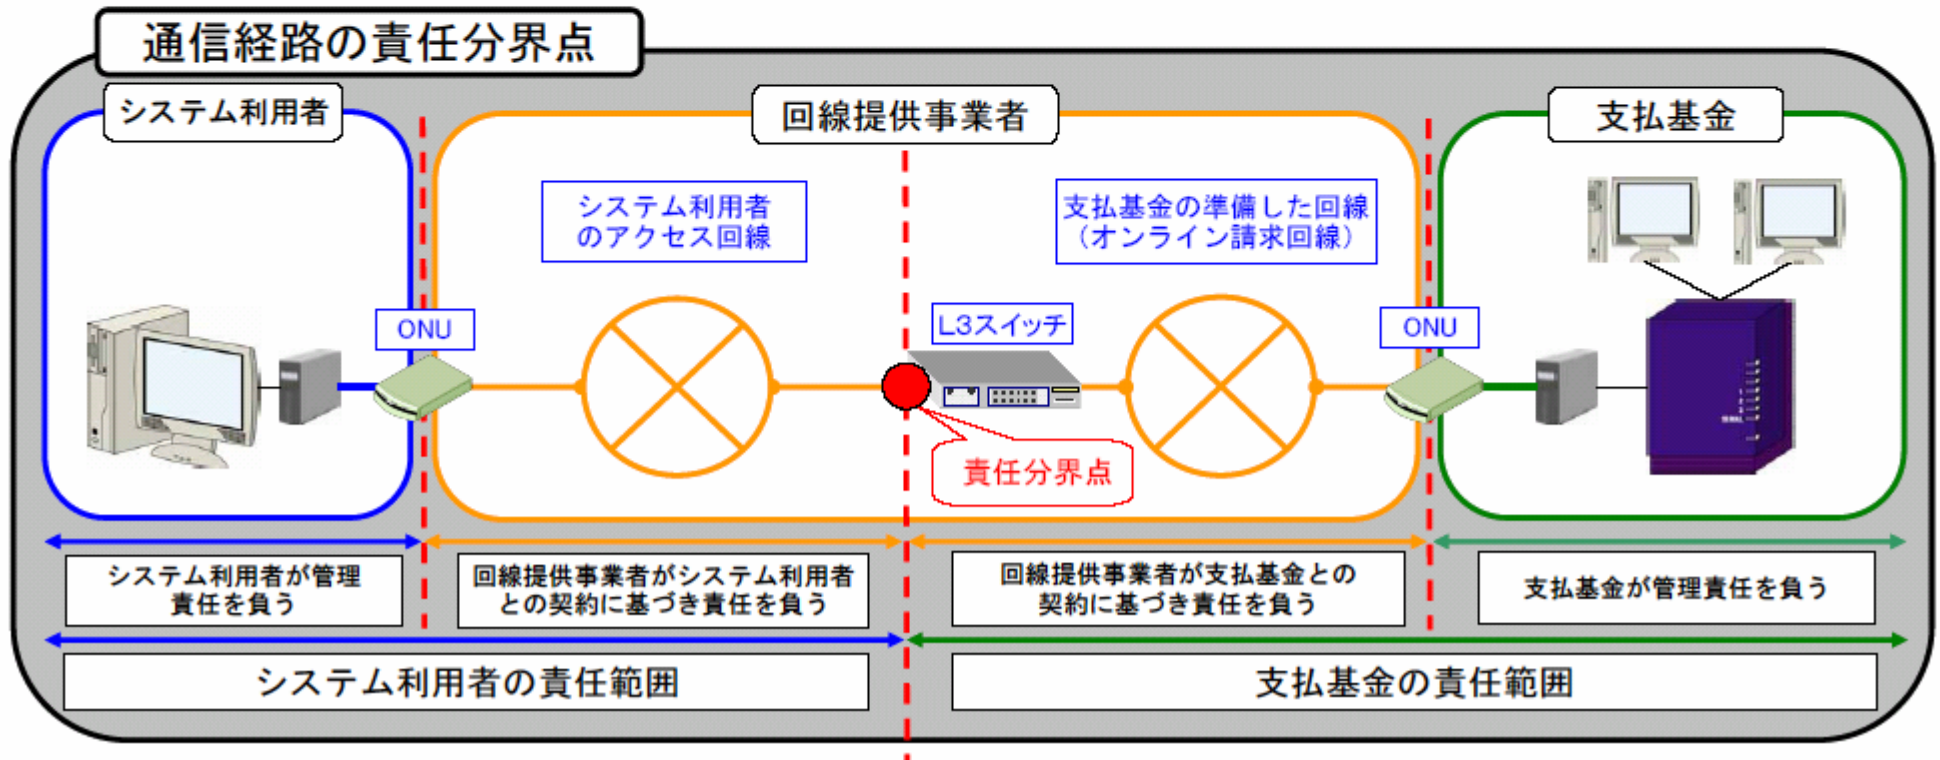 通信経路の責任分界点
システム利用者
回線提供事業者
支払基金
システム利用者
のアクセス回線
支払基金の準備した回線
（オンライン請求回線）
ONU
L3スイッチ
ONU
責任分界点
システム利用者が管理
責任を負う
回線提供事業者がシステム利用者
との契約に基づき責任を負う
回線提供事業者が支払基金との
契約に基づき責任を負う
支払基金が管理責任を負う
システム利用者の責任範囲
支払基金の責任範囲